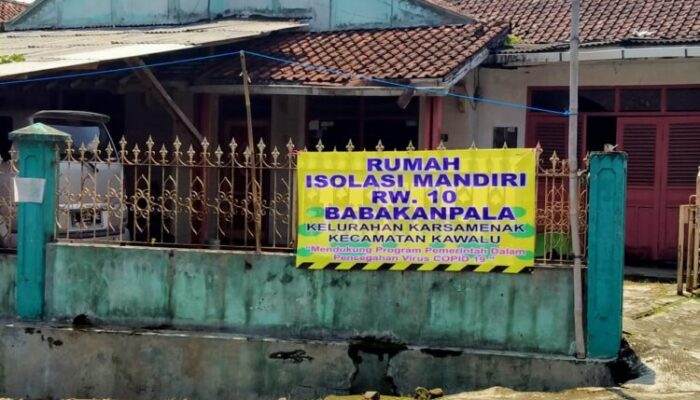 RUMAH
ISOLASI MANDIRI
RW. 10
BABAKANPALA
KELURAHAN KARSAMENAK
KECAMATAN KAWALU
"Mendukung Program Pemerintah Dalam
Pencegahan Virus COPID 19"